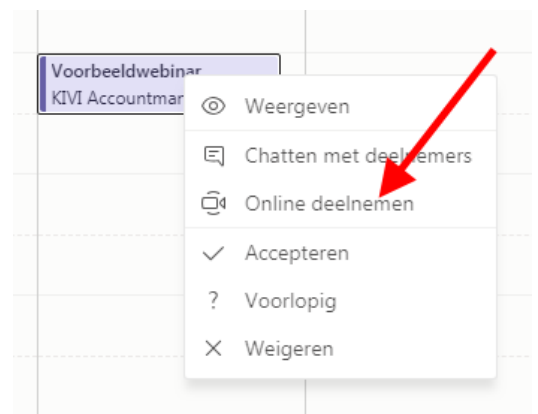 Voorbeeldwebinar
KIVI Accountmar
Weergeven
Chatten met deelnemers
Online deelnemen
Accepteren
? Voorlopig
Weigeren